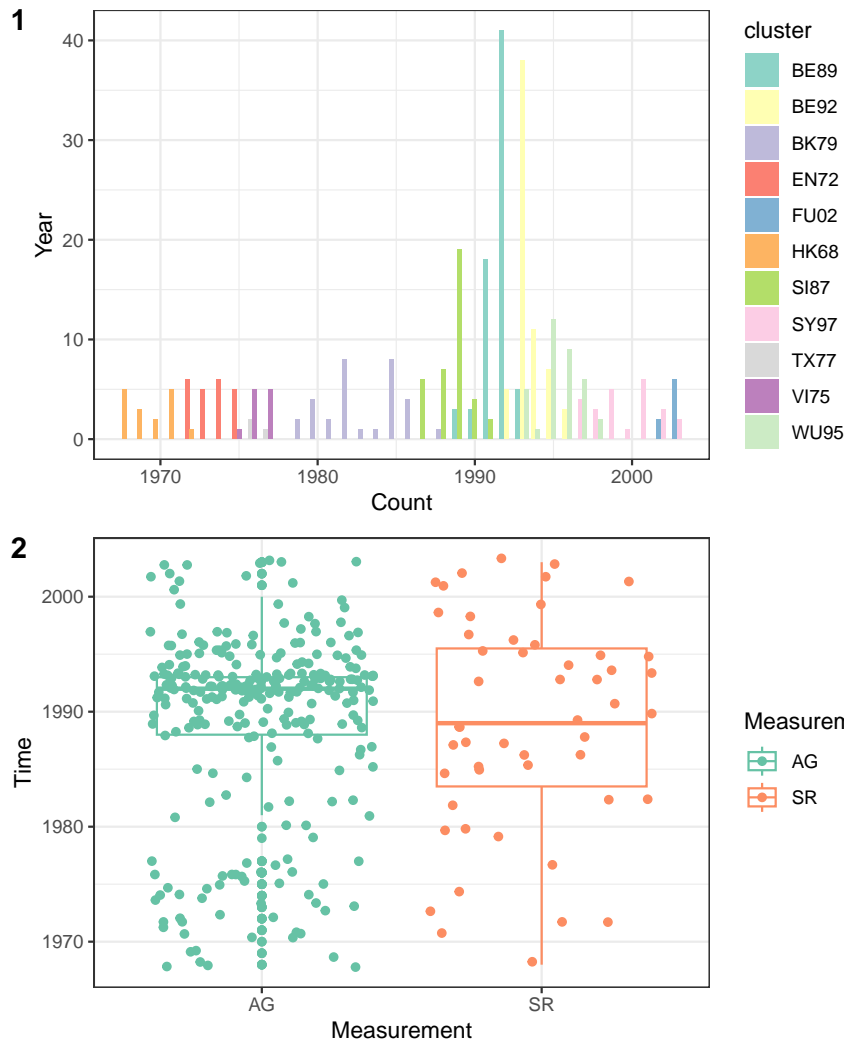 1
40
30
20
10
0
Year
1970 1980 1990 2000
Count
cluster
BE89
BE92
BK79
EN72
FU02
HK68
SI87
SY97
TX77
VI75
WU95
2
2000
1990
1980
1970
Time
AG SR
Measurement
Measurem
AG
SR